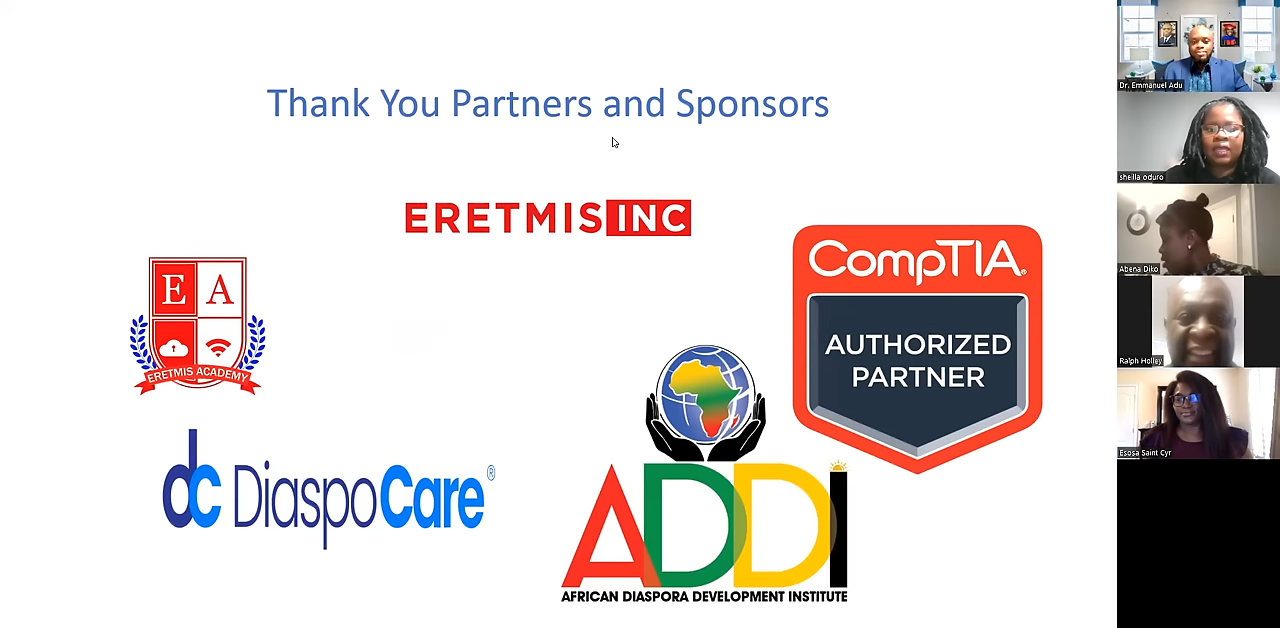 Thank You Partners and Sponsors
ERETMIS INC
CompTIA®
AUTHORIZED
PARTNER
E A
ERETMIS ACADEMY
dc DiaspoCare®
ADDI
AFRICAN DIASPORA DEVELOPMENT INSTITUTE
Dr. Emmanuel Adu
sheilla oduro
Abena Diko
Ralph Holley
Esosa Saint Cyr